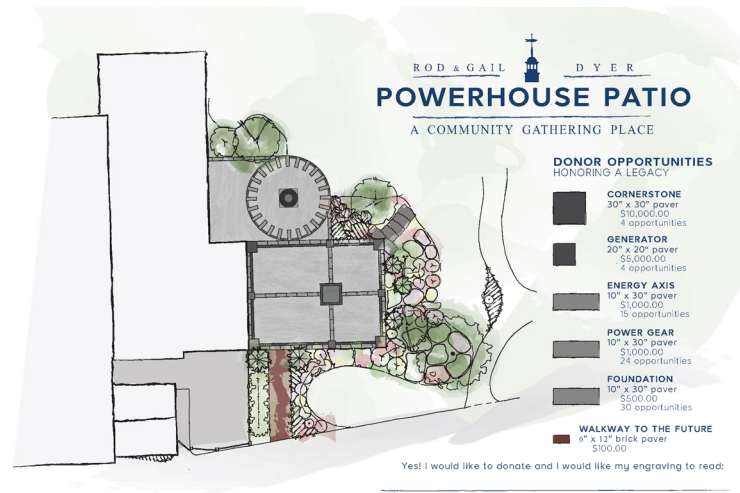 ROD & GAIL DYER
POWERHOUSE PATIO
A COMMUNITY GATHERING PLACE
DONOR OPPORTUNITIES
HONORING A LEGACY
CORNERSTONE
30" x 30" paver
$10,000.00
4 opportunities
GENERATOR
20" x 20" paver
$5,000.00
4 opportunities
ENERGY AXIS
10" x 30" paver
$1,000.00
15 opportunities
POWER GEAR
10" x 30" paver
$1,000.00
24 opportunities
FOUNDATION
10" x 30" paver
$500.00
30 opportunities
WALKWAY TO THE FUTURE
6" x 12" brick paver
$100.00
Yes! I would like to donate and I would like my engraving to read: